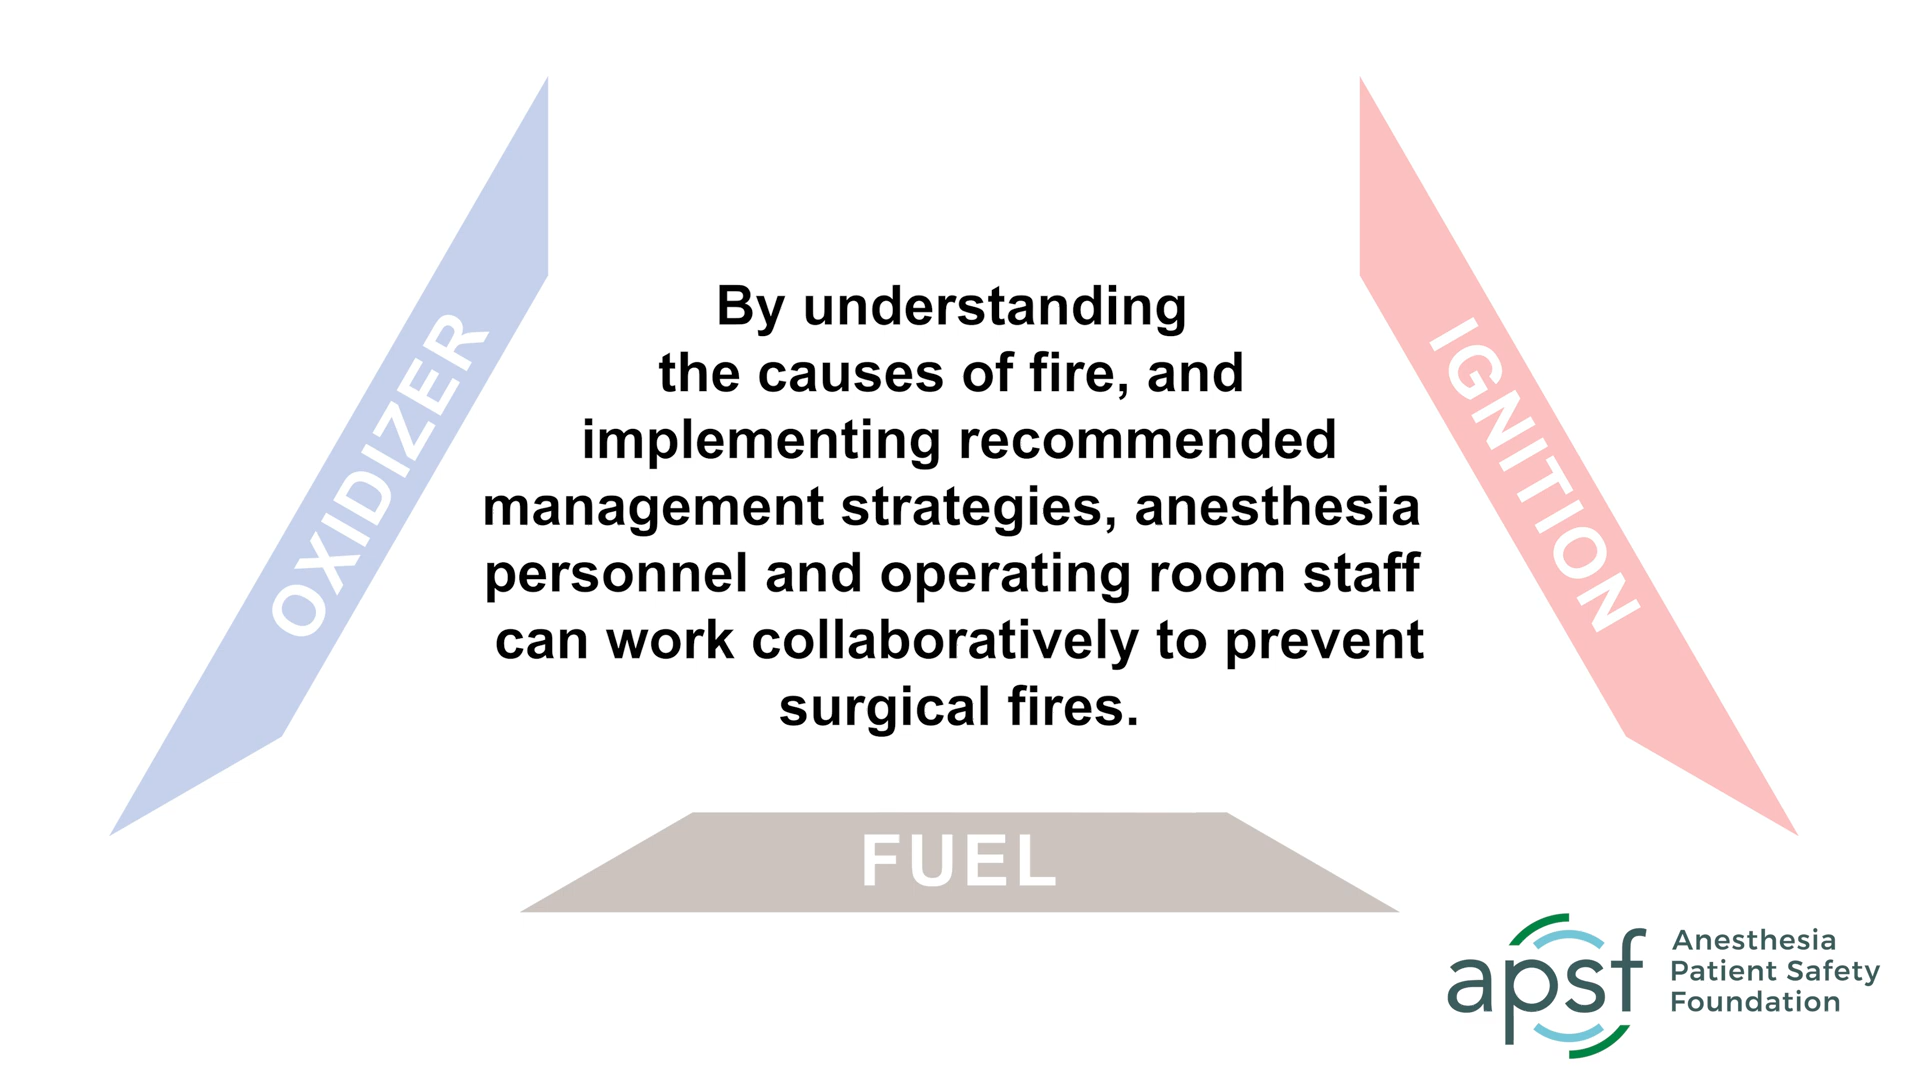 OXIDIZER
IGNITION
By understanding
the causes of fire, and
implementing recommended
management strategies, anesthesia
personnel and operating room staff
can work collaboratively to prevent
surgical fires.
FUEL
apsf
Anesthesia
Patient Safety
Foundation